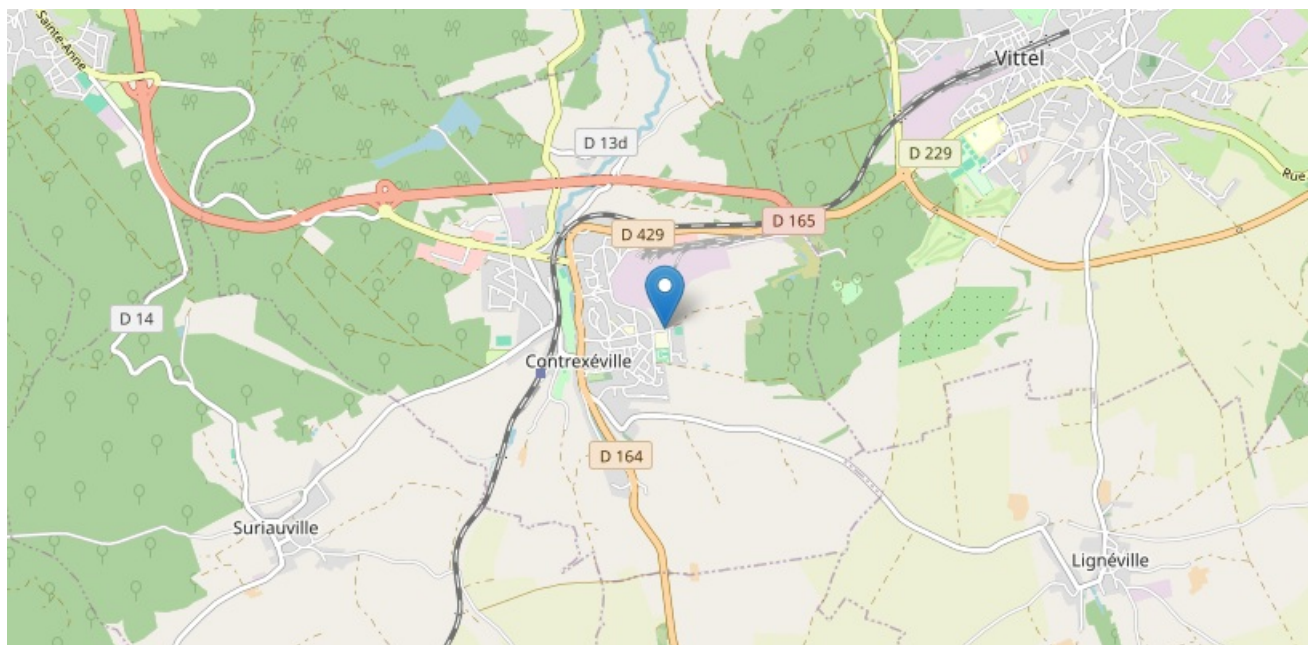 Sainte-Anne
Vittel
D 13d
D 229
Rue
D 165
D 429
D 14
Contrexéville
D 164
Suriauville
Lignéville